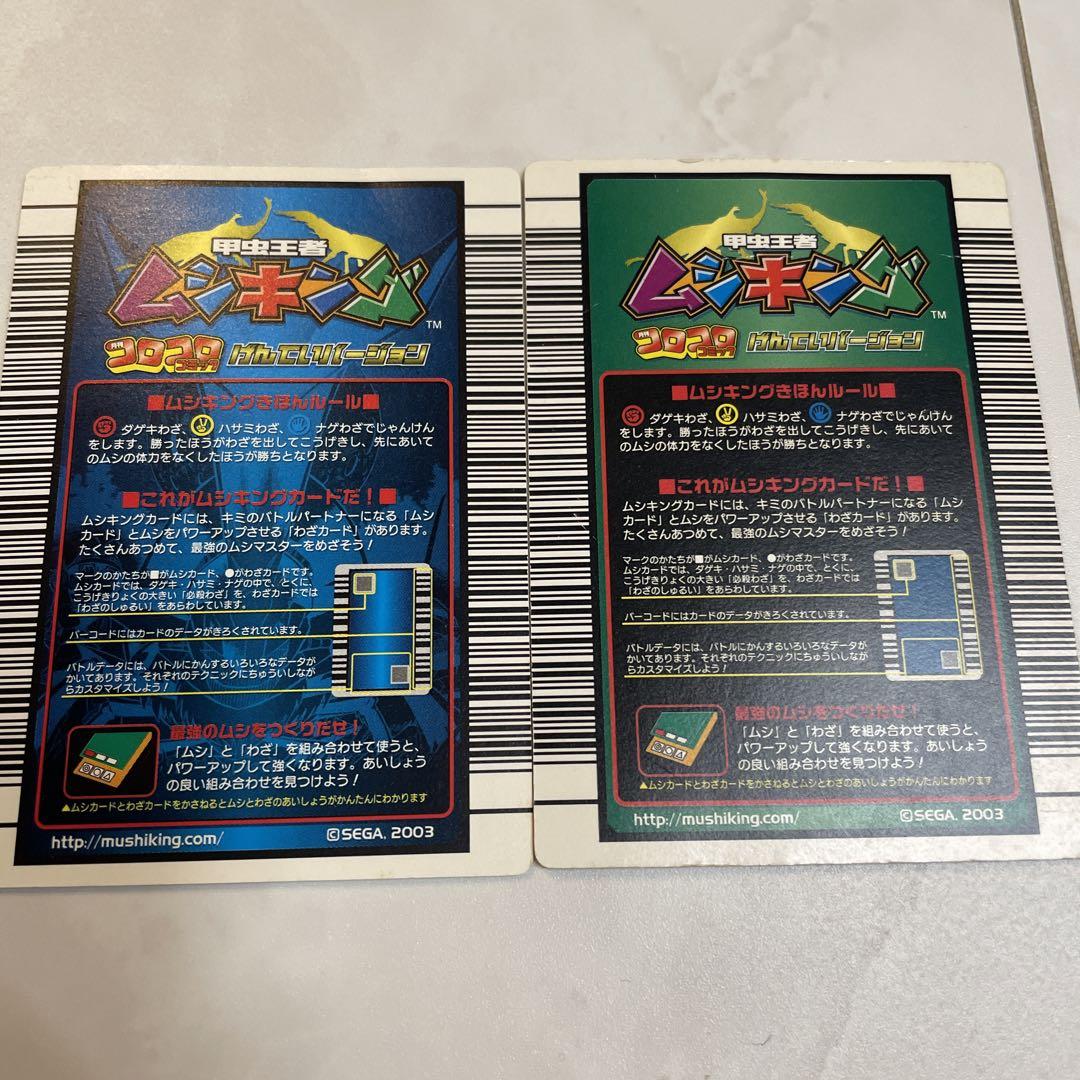 甲虫王者
ムシキング
TM
月刊
コロコロ
コミック
げんていバージョン
■ムシキングきほんルール■
タゲキわざ、 ハサミわざ、 ナゲわざでじゃんけん
をします。勝ったほうがわざを出してこうげきし、先にあいて
のムシの体力をなくしたほうが勝ちとなります。
■これがムシキングカードだ！■
ムシキングカードには、キミのバトルパートナーになる「ムシ
カード」とムシをパワーアップさせる「わざカード」があります。
たくさんあつめて、最強のムシマスターをめざそう！
マークのかたちが■がムシカード、●がわざカードです。
ムシカードでは、タゲキ・ハサミ・ナゲの中で、とくに、
こうげきりょくの大きい「必殺わざ」を、わざカードでは
「わざのしゅるい」をあらわしています。
バーコードにはカードのデータがきろくされています。
バトルデータには、バトルにかんするいろいろなデータが
かいてあります。それぞれのテクニックにちゅういしなが
らカスタマイズしよう！
最強のムシをつくりだせ！
「ムシ」と「わざ」を組み合わせて使うと、
パワーアップして強くなります。あいしょう
の良い組み合わせを見つけよう！
▲ムシカードとわざカードをかさねるとムシとわざのあいしょうがかんたんにわかります
http://mushiking.com/
©SEGA, 2003
甲虫王者
ムシキング
TM
月刊
コロコロ
コミック
げんていバージョン
■ムシキングきほんルール■
タゲキわざ、 ハサミわざ、 ナゲわざでじゃんけん
をします。勝ったほうがわざを出してこうげきし、先にあいて
のムシの体力をなくしたほうが勝ちとなります。
■これがムシキングカードだ！■
ムシキングカードには、キミのバトルパートナーになる「ムシ
カード」とムシをパワーアップさせる「わざカード」があります。
たくさんあつめて、最強のムシマスターをめざそう！
マークのかたちが■がムシカード、●がわざカードです。
ムシカードでは、タゲキ・ハサミ・ナゲの中で、とくに、
こうげきりょくの大きい「必殺わざ」を、わざカードでは
「わざのしゅるい」をあらわしています。
バーコードにはカードのデータがきろくされています。
バトルデータには、バトルにかんするいろいろなデータが
かいてあります。それぞれのテクニックにちゅういしなが
らカスタマイズしよう！
最強のムシをつくりだせ！
「ムシ」と「わざ」を組み合わせて使うと、
パワーアップして強くなります。あいしょう
の良い組み合わせを見つけよう！
▲ムシカードとわざカードをかさねるとムシとわざのあいしょうがかんたんにわかります
http://mushiking.com/
©SEGA, 2003